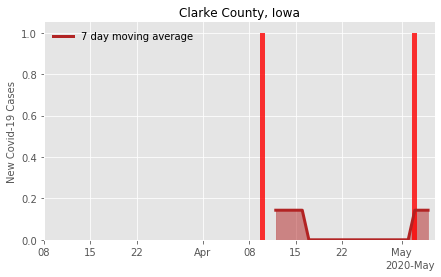 Clarke County, Iowa
7 day moving average
New Covid-19 Cases
1.0
0.8
0.6
0.4
0.2
0.0
08 15 22 Apr 08 15 22 May
2020-May